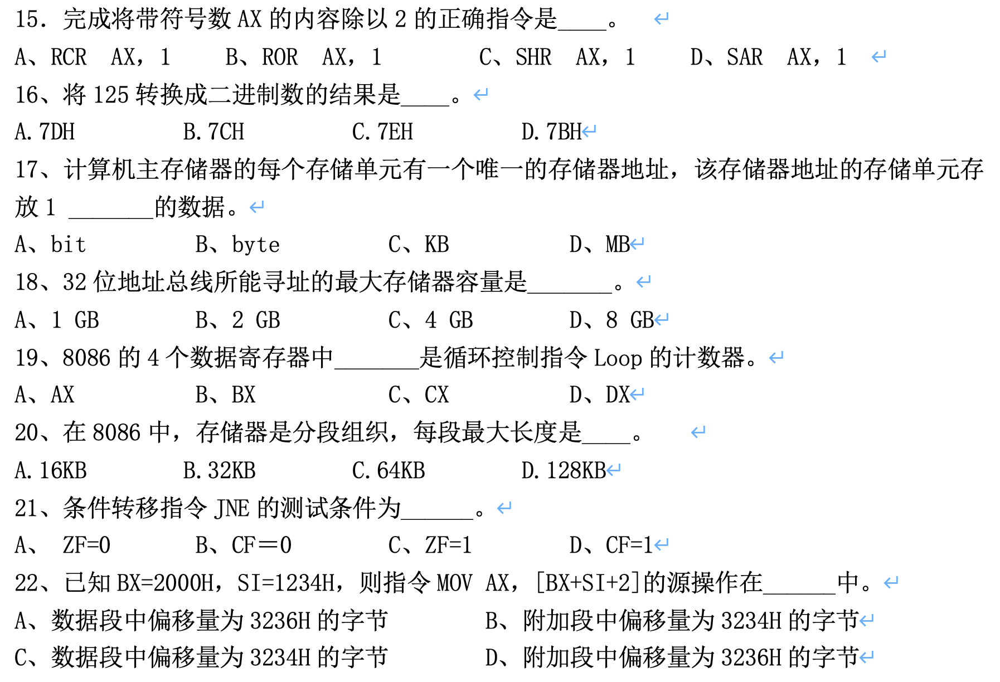 15. 完成将带符号数 AX 的内容除以 2 的正确指令是____。
A、RCR  AX，1  B、ROR  AX，1  C、SHR  AX，1  D、SAR  AX，1
16、将 125 转换成二进制数的结果是____。
A.7DH  B.7CH  C.7EH  D.7BH
17、计算机主存储器的每个存储单元有一个唯一的存储器地址，该存储器地址的存储单元存
放 1 _______的数据。
A、bit  B、byte  C、KB  D、MB
18、32 位地址总线所能寻址的最大存储器容量是_______。
A、1 GB  B、2 GB  C、4 GB  D、8 GB
19、8086 的 4 个数据寄存器中_______是循环控制指令 Loop 的计数器。
A、AX  B、BX  C、CX  D、DX
20、在 8086 中，存储器是分段组织，每段最大长度是____。
A.16KB  B.32KB  C.64KB  D.128KB
21、条件转移指令 JNE 的测试条件为______。
A、 ZF=0  B、CF＝0  C、ZF=1  D、CF=1
22、已知 BX=2000H，SI=1234H，则指令 MOV AX，[BX+SI+2]的源操作在______中。
A、数据段中偏移量为 3236H 的字节  B、附加段中偏移量为 3234H 的字节
C、数据段中偏移量为 3234H 的字节  D、附加段中偏移量为 3236H 的字节